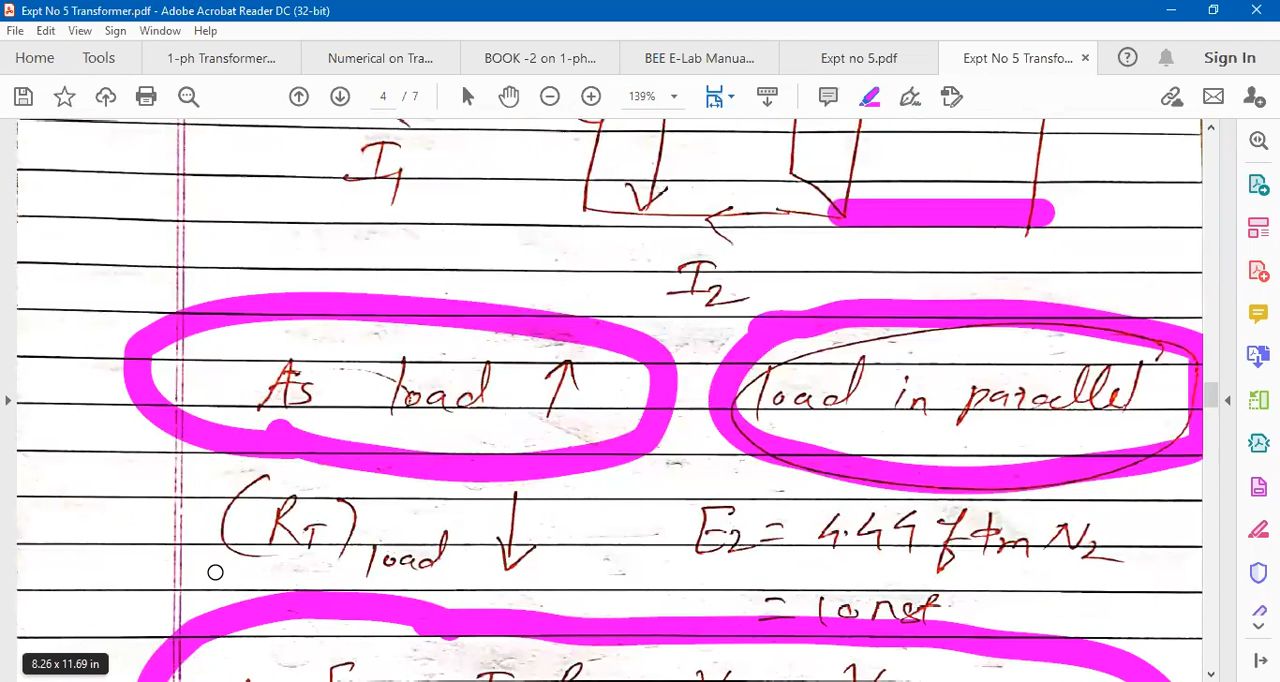 Expt No 5 Transformer.pdf - Adobe Acrobat Reader DC (32-bit)
File Edit View Sign Window Help
Home Tools 1-ph Transformer... Numerical on Tra... BOOK -2 on 1-ph... BEE E-Lab Manua... Expt no 5.pdf Expt No 5 Transfo... × Sign In
4 / 7 139%
I₁
I₂
As load ↑ load in parallel
(R_T) load ↓ E₂ = 4.44 f ϕm N₂
= const
8.26 x 11.69 in